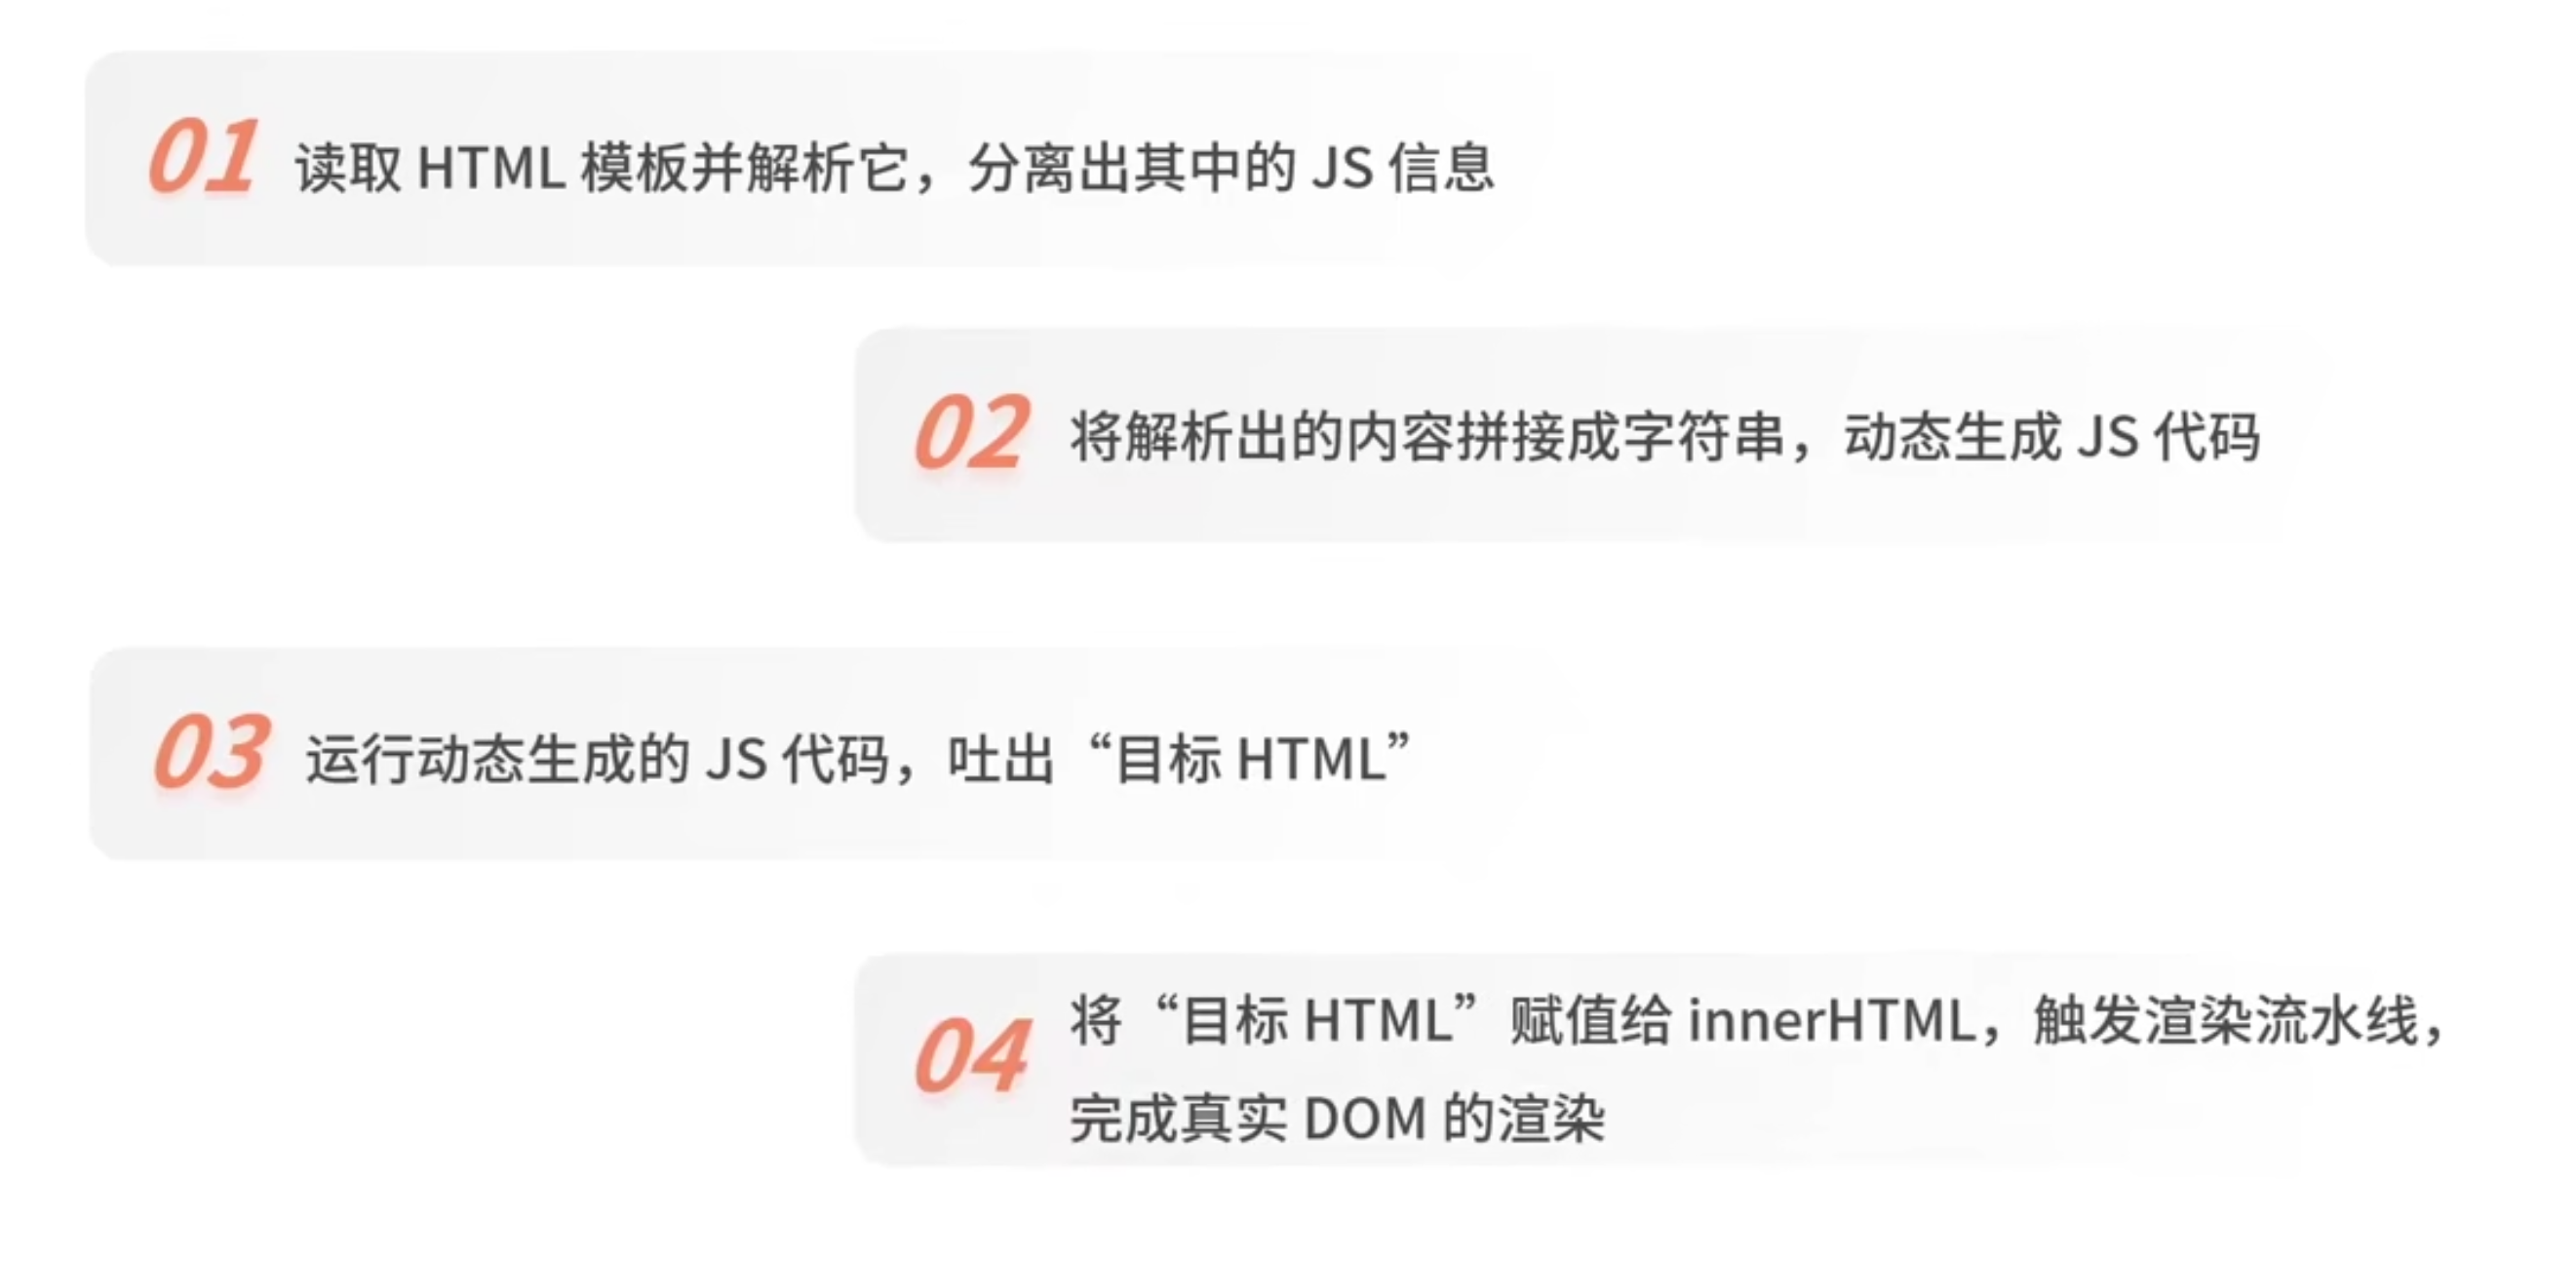 01 读取 HTML 模板并解析它，分离出其中的 JS 信息
02 将解析出的内容拼接成字符串，动态生成 JS 代码
03 运行动态生成的 JS 代码，吐出“目标 HTML”
04 将“目标 HTML”赋值给 innerHTML，触发渲染流水线，
完成真实 DOM 的渲染